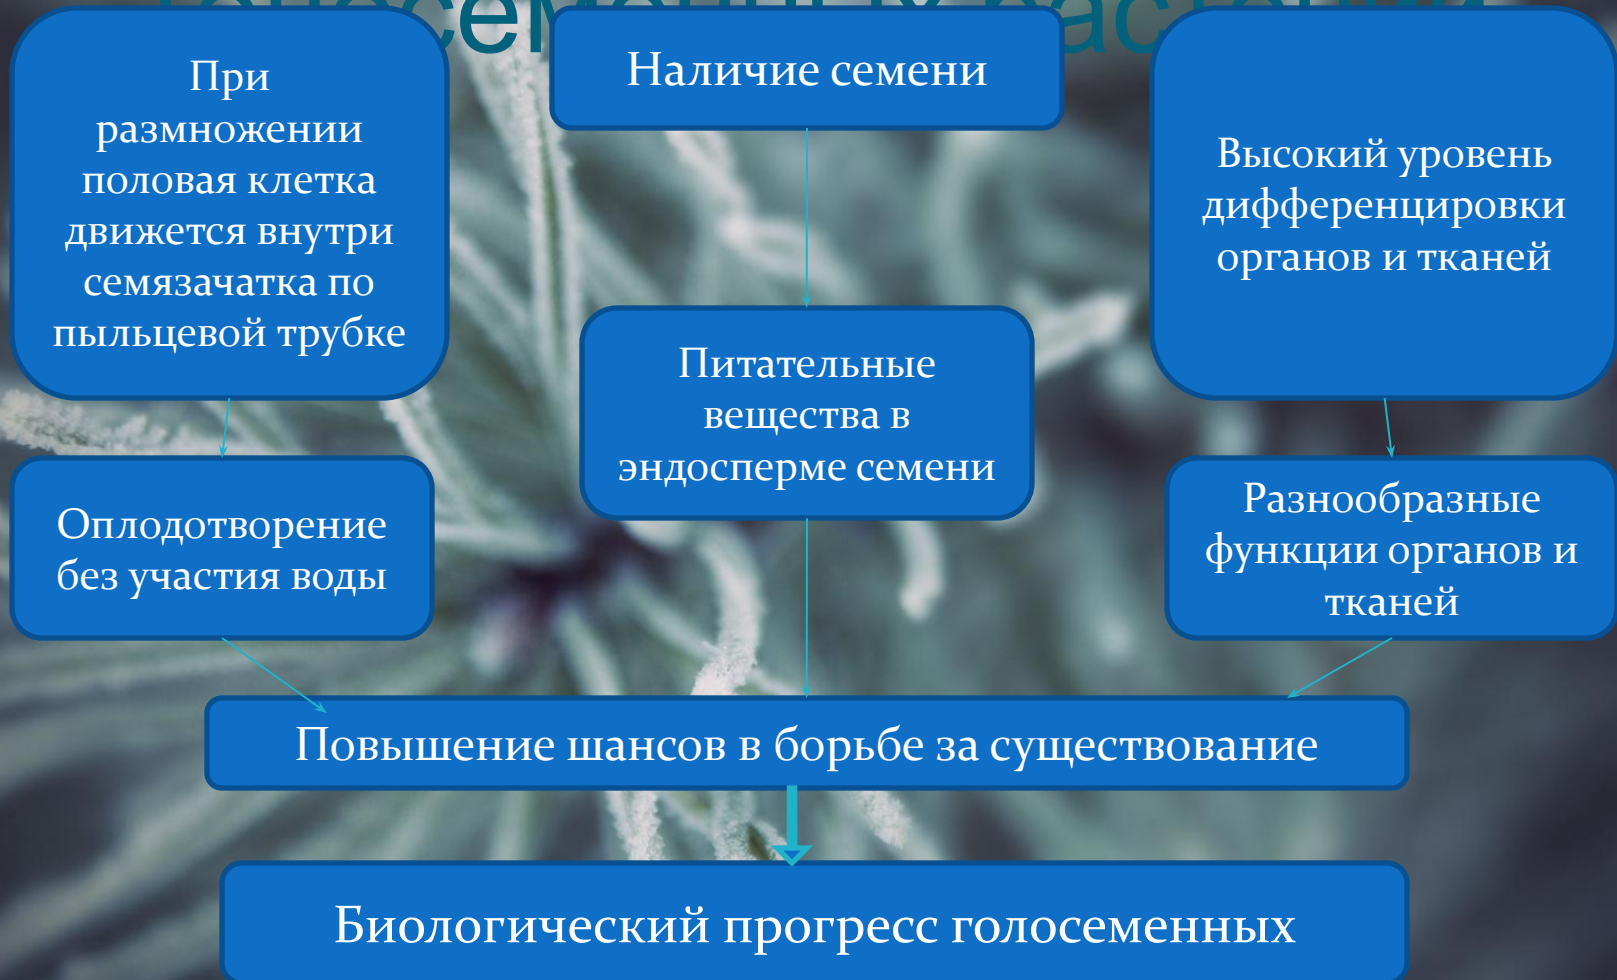 При
размножении
половая клетка
движется внутри
семязачатка по
пыльцевой трубке
Наличие семени
Высокий уровень
дифференцировки
органов и тканей
Питательные
вещества в
эндосперме семени
Оплодотворение
без участия воды
Разнообразные
функции органов и
тканей
Повышение шансов в борьбе за существование
Биологический прогресс голосеменных